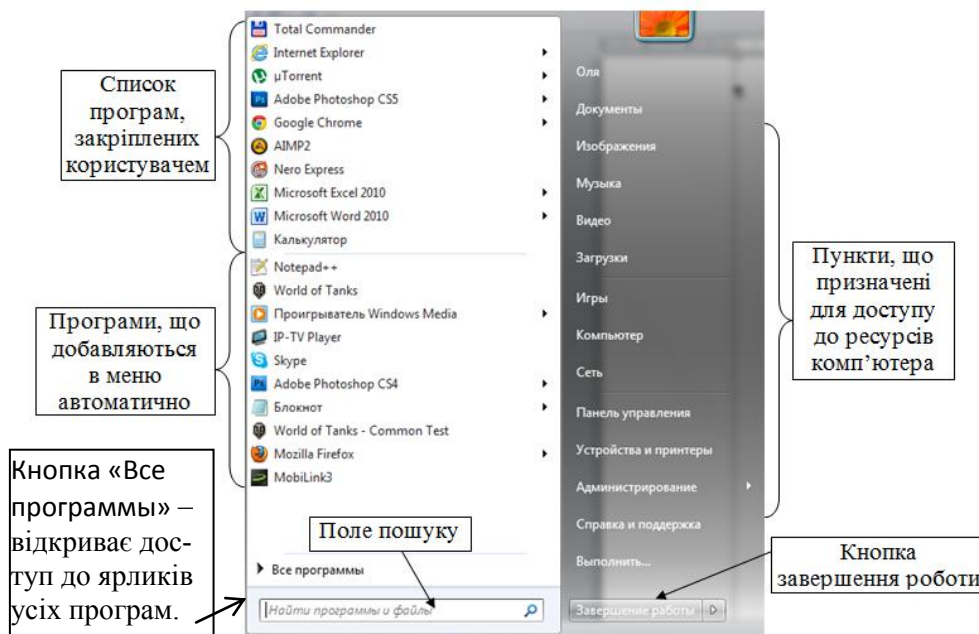 Список
програм,
закріплених
користувачем
Програми, що
добавляються
в меню
автоматично
Кнопка «Все
программы» –
відкриває дос-
туп до ярликів
усіх програм.
Total Commander
Internet Explorer
µTorrent
Adobe Photoshop CS5
Google Chrome
AIMP2
Nero Express
Microsoft Excel 2010
Microsoft Word 2010
Калькулятор
Notepad++
World of Tanks
Проигрыватель Windows Media
IP-TV Player
Skype
Adobe Photoshop CS4
Блокнот
World of Tanks - Common Test
Mozilla Firefox
MobiLink3
Поле пошуку
Все программы
Найти программы и файлы
Оля
Документы
Изображения
Музыка
Видео
Загрузки
Игры
Компьютер
Сеть
Панель управления
Устройства и принтеры
Администрирование
Справка и поддержка
Выполнить...
Завершение работы
Пункти, що
призначені
для доступу
до ресурсів
комп’ютера
Кнопка
завершення роботи